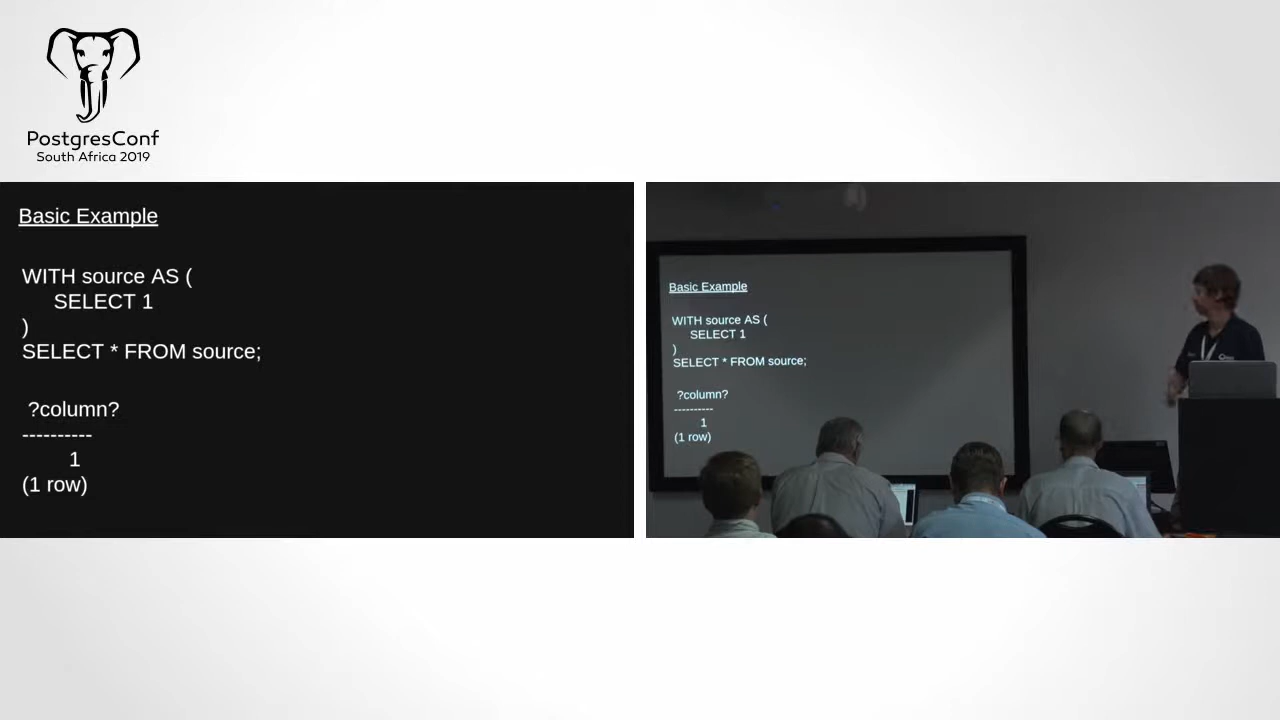 PostgresConf
South Africa 2019
Basic Example
WITH source AS (
SELECT 1
)
SELECT * FROM source;
?column?
----------
1
(1 row)
Basic Example
WITH source AS (
SELECT 1
)
SELECT * FROM source;
?column?
----------
1
(1 row)